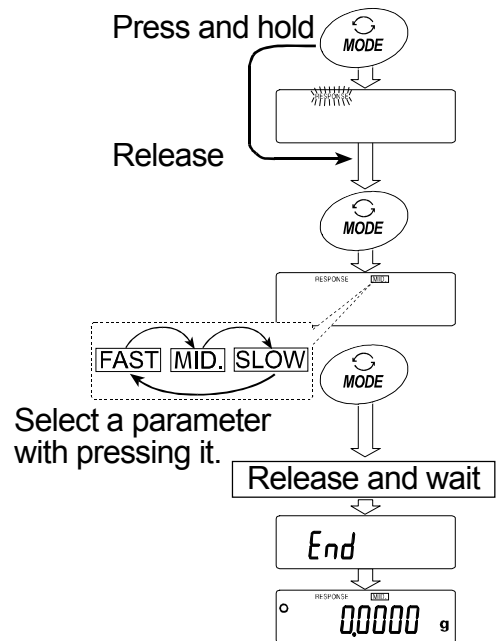 Press and hold
MODE
RESPONSE
Release
MODE
RESPONSE MID.
FAST MID. SLOW
MODE
Select a parameter
with pressing it.
Release and wait
End
RESPONSE MID.
0.0000 g